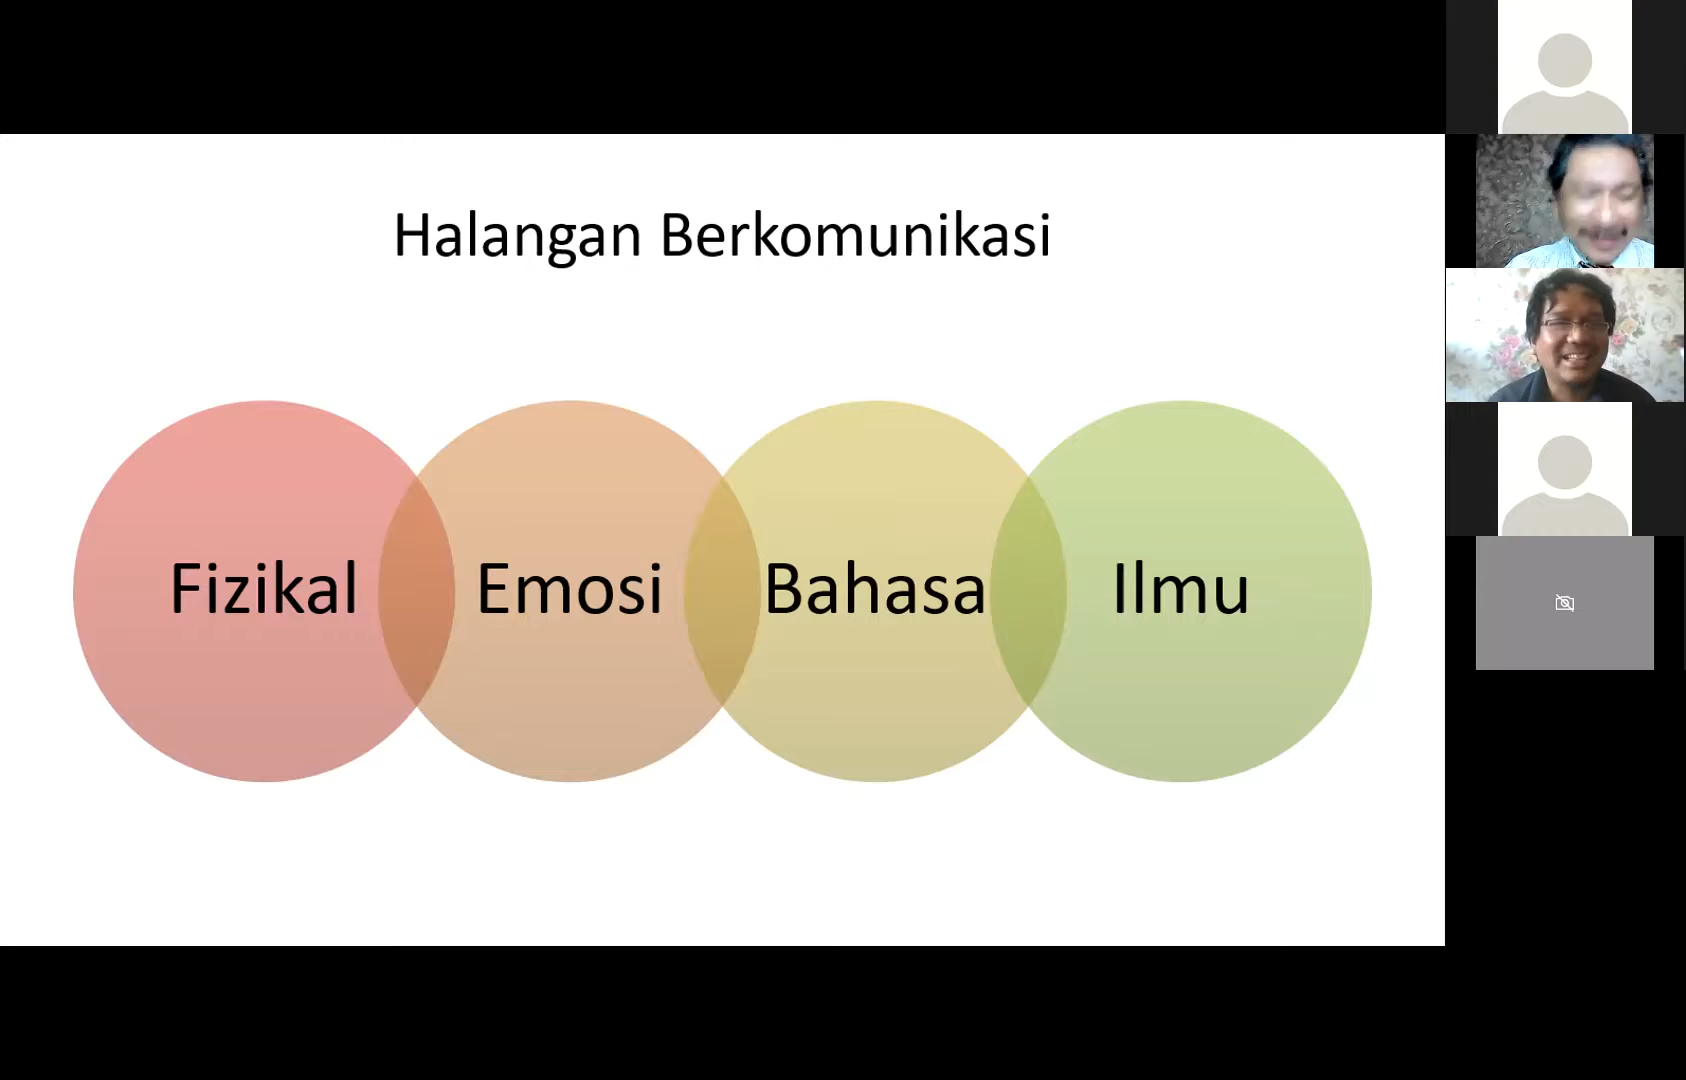 Halangan Berkomunikasi
Fizikal
Emosi
Bahasa
Ilmu